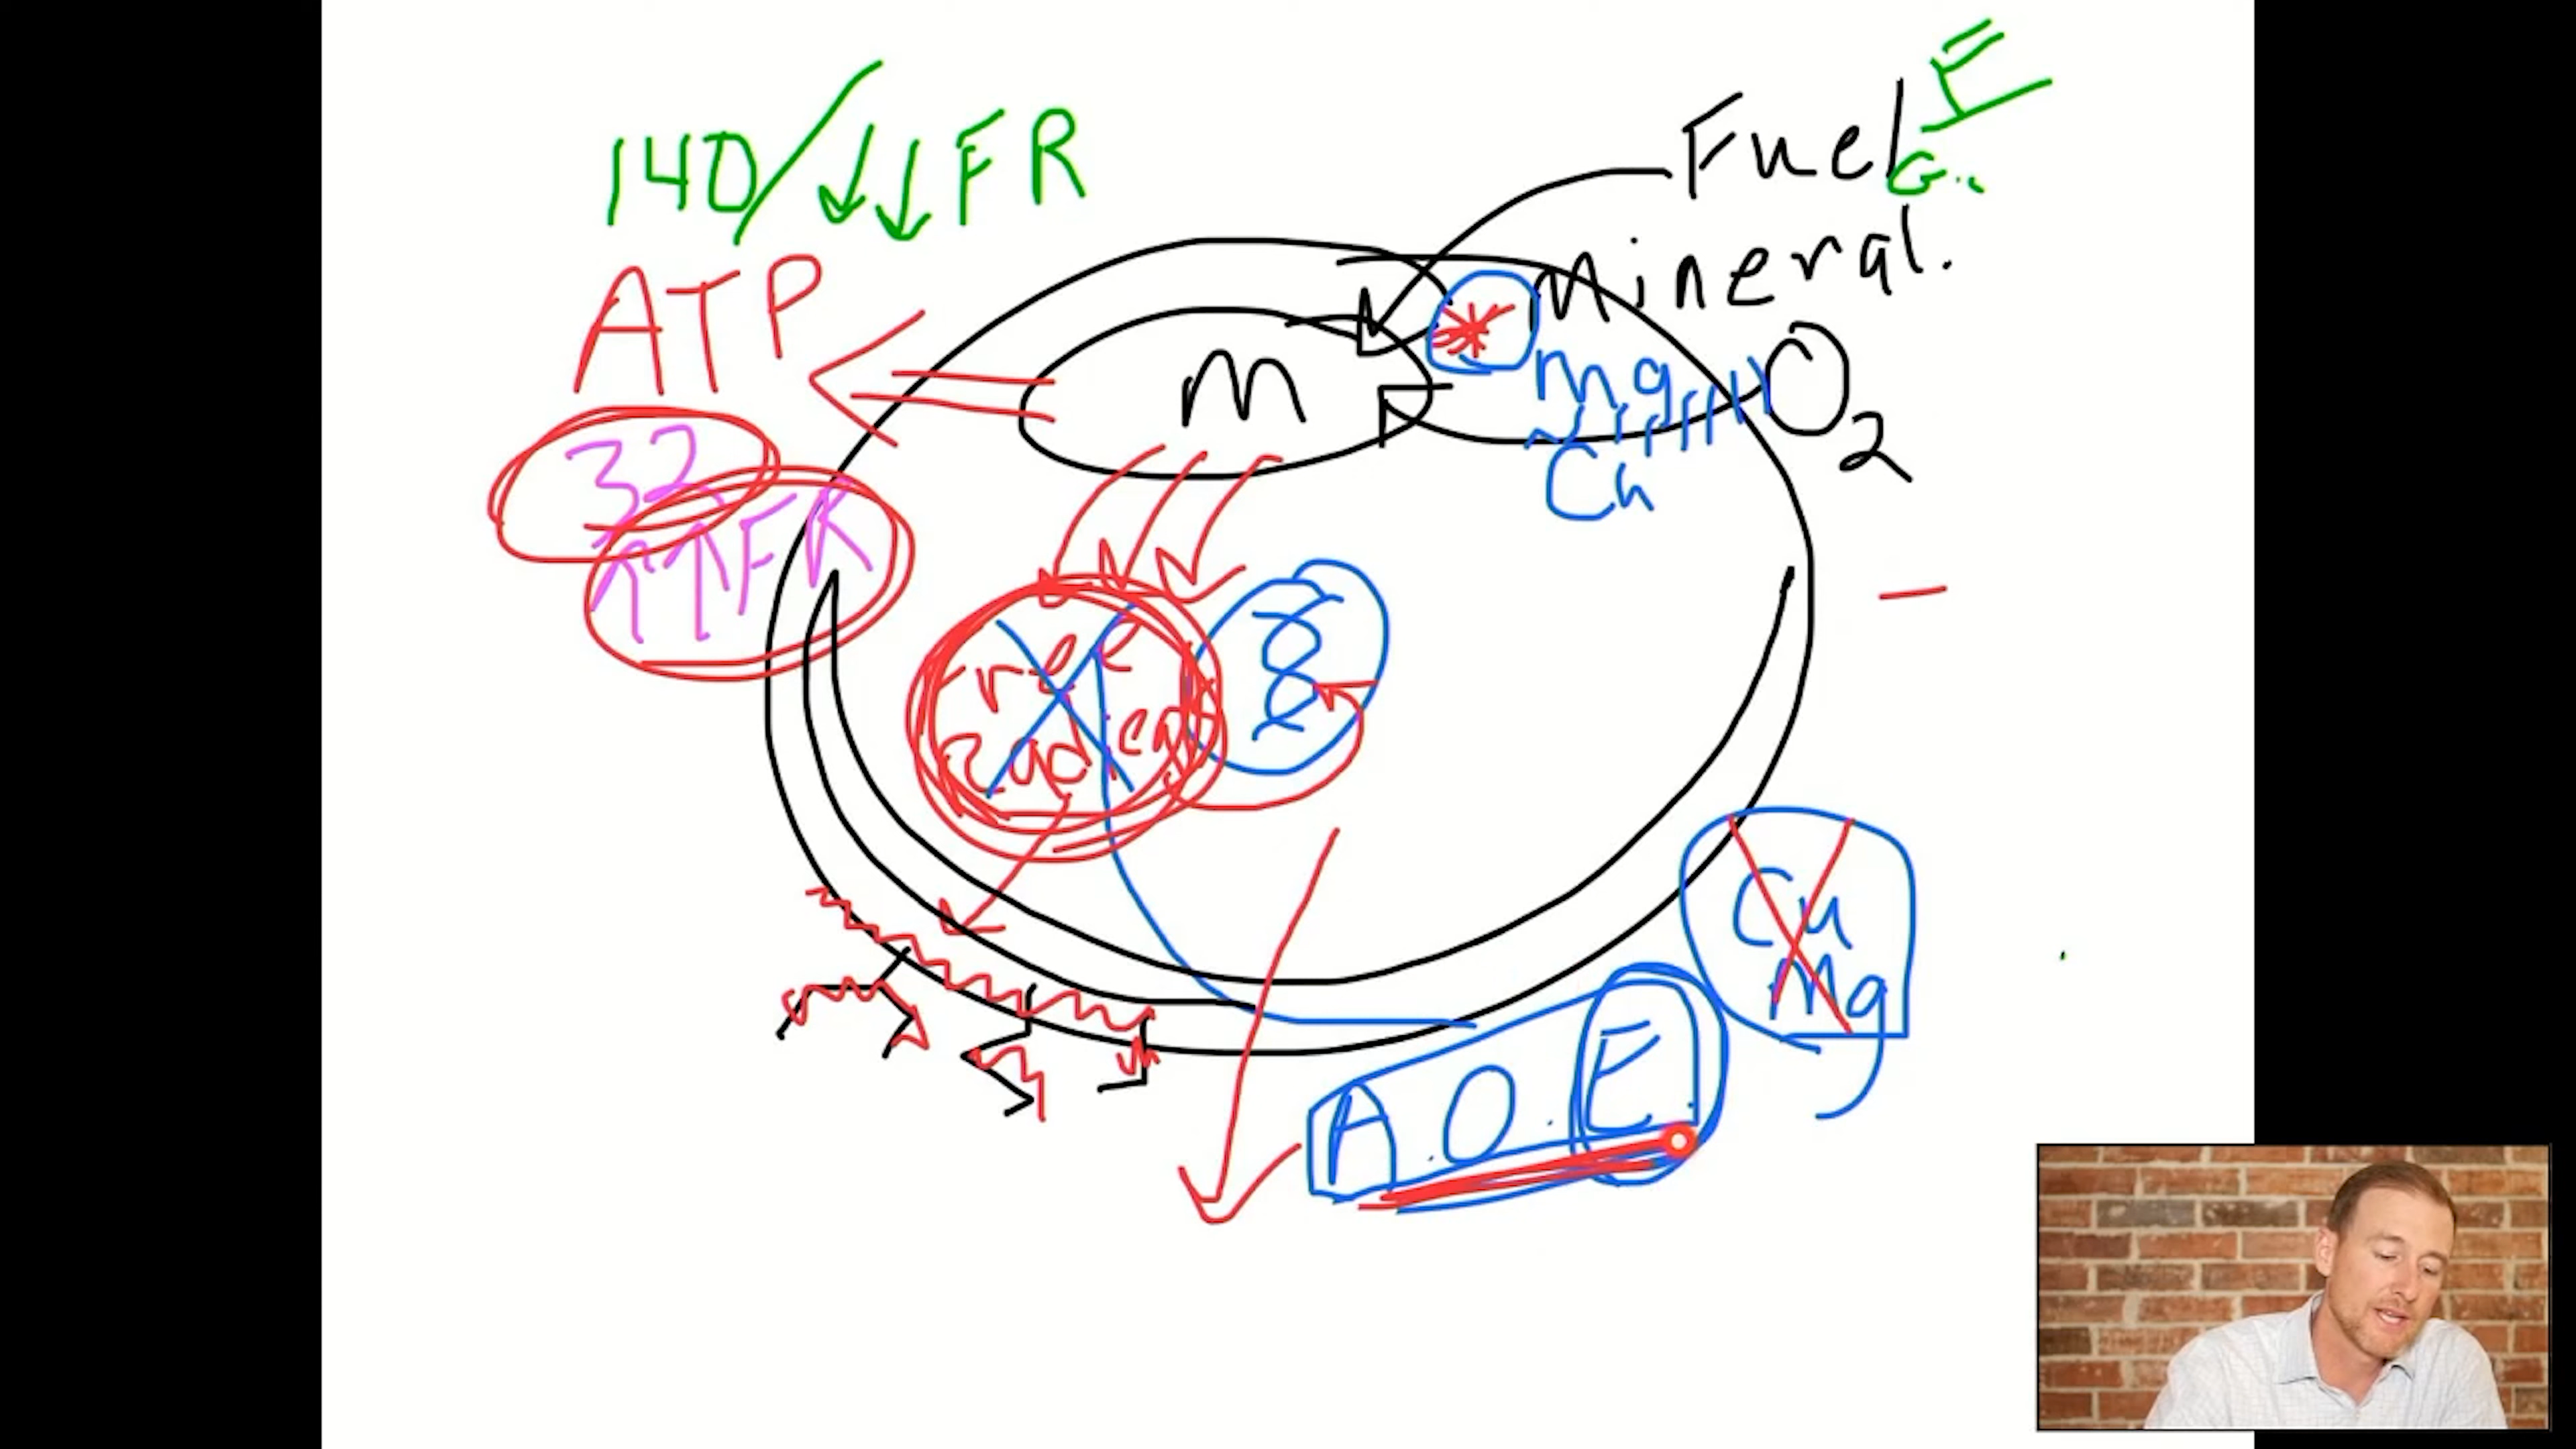 140/↓↓FR
Fuel
F
G..
Mineral.
ATP
M
Mg
O2
Cu
32
↑↑FR
Free
Radical
Cu
Mg
A.O.E